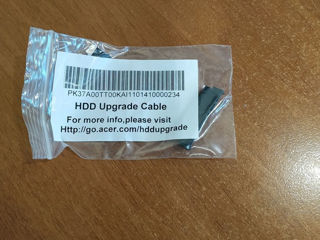 PK37A00TT00KAI1101410000234
HDD Upgrade Cable
For more info,please visit
Http://go.acer.com/hddupgrade